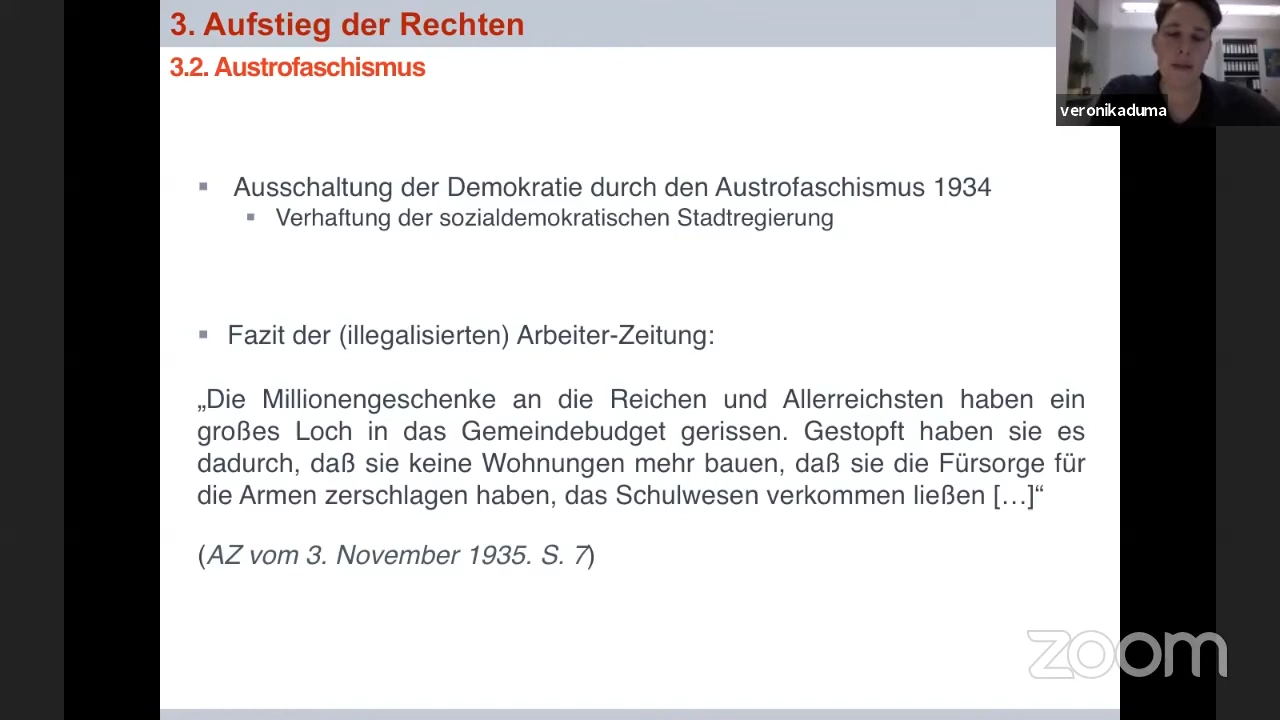 3. Aufstieg der Rechten
3.2. Austrofaschismus
veronikaduma
▪ Ausschaltung der Demokratie durch den Austrofaschismus 1934
▪ Verhaftung der sozialdemokratischen Stadtregierung
▪ Fazit der (illegalisierten) Arbeiter-Zeitung:
„Die Millionengeschenke an die Reichen und Allerreichsten haben ein
großes Loch in das Gemeindebudget gerissen. Gestopft haben sie es
dadurch, daß sie keine Wohnungen mehr bauen, daß sie die Fürsorge für
die Armen zerschlagen haben, das Schulwesen verkommen ließen […]“
(AZ vom 3. November 1935. S. 7)
zoom